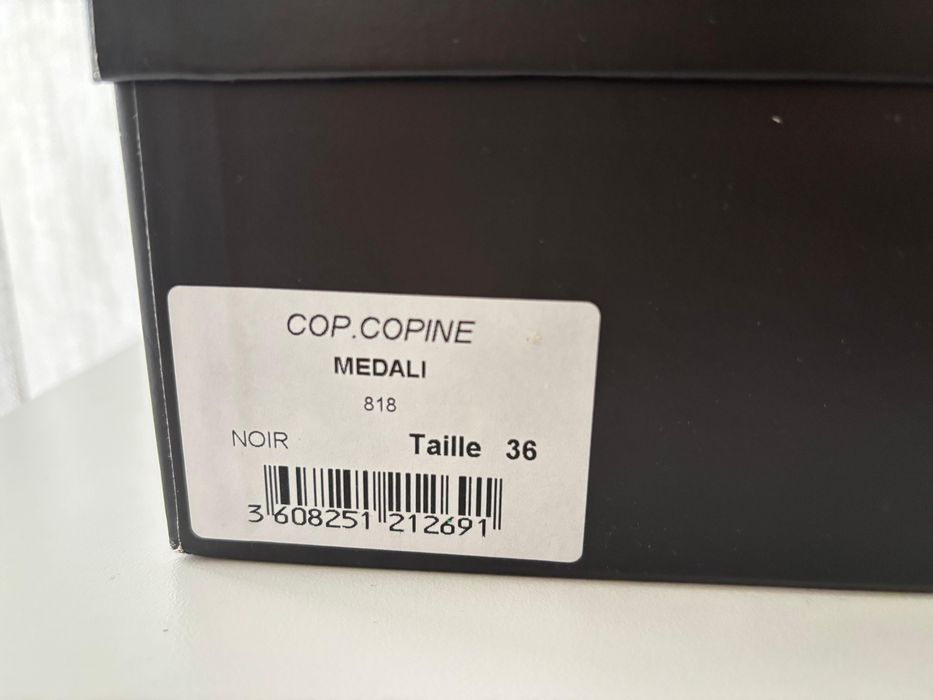 COP.COPINE
MEDALI
818
NOIR Taille 36
3 608251 212691